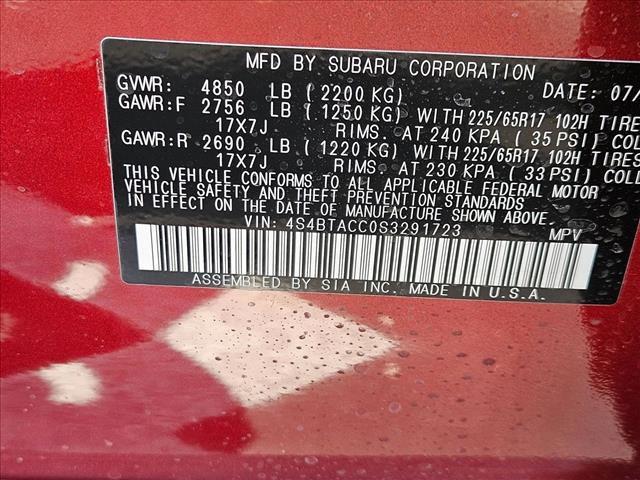 MFD BY SUBARU CORPORATION DATE: 07/
GVWR: 4850 LB ( 2200 KG)
GAWR:F 2756 LB ( 1250 KG) WITH 225/65R17 102H TIRE
17X7J RIMS. AT 240 KPA ( 35 PSI) COL
GAWR:R 2690 LB ( 1220 KG) WITH 225/65R17 102H TIRES
17X7J RIMS. AT 230 KPA ( 33 PSI) COLD
THIS VEHICLE CONFORMS TO ALL APPLICABLE FEDERAL MOTOR
VEHICLE SAFETY AND THEFT PREVENTION STANDARDS
IN EFFECT ON THE DATE OF MANUFACTURE SHOWN ABOVE.
VIN: 4S4BTACC0S3291723 MPV
ASSEMBLED BY SIA INC. MADE IN U.S.A.